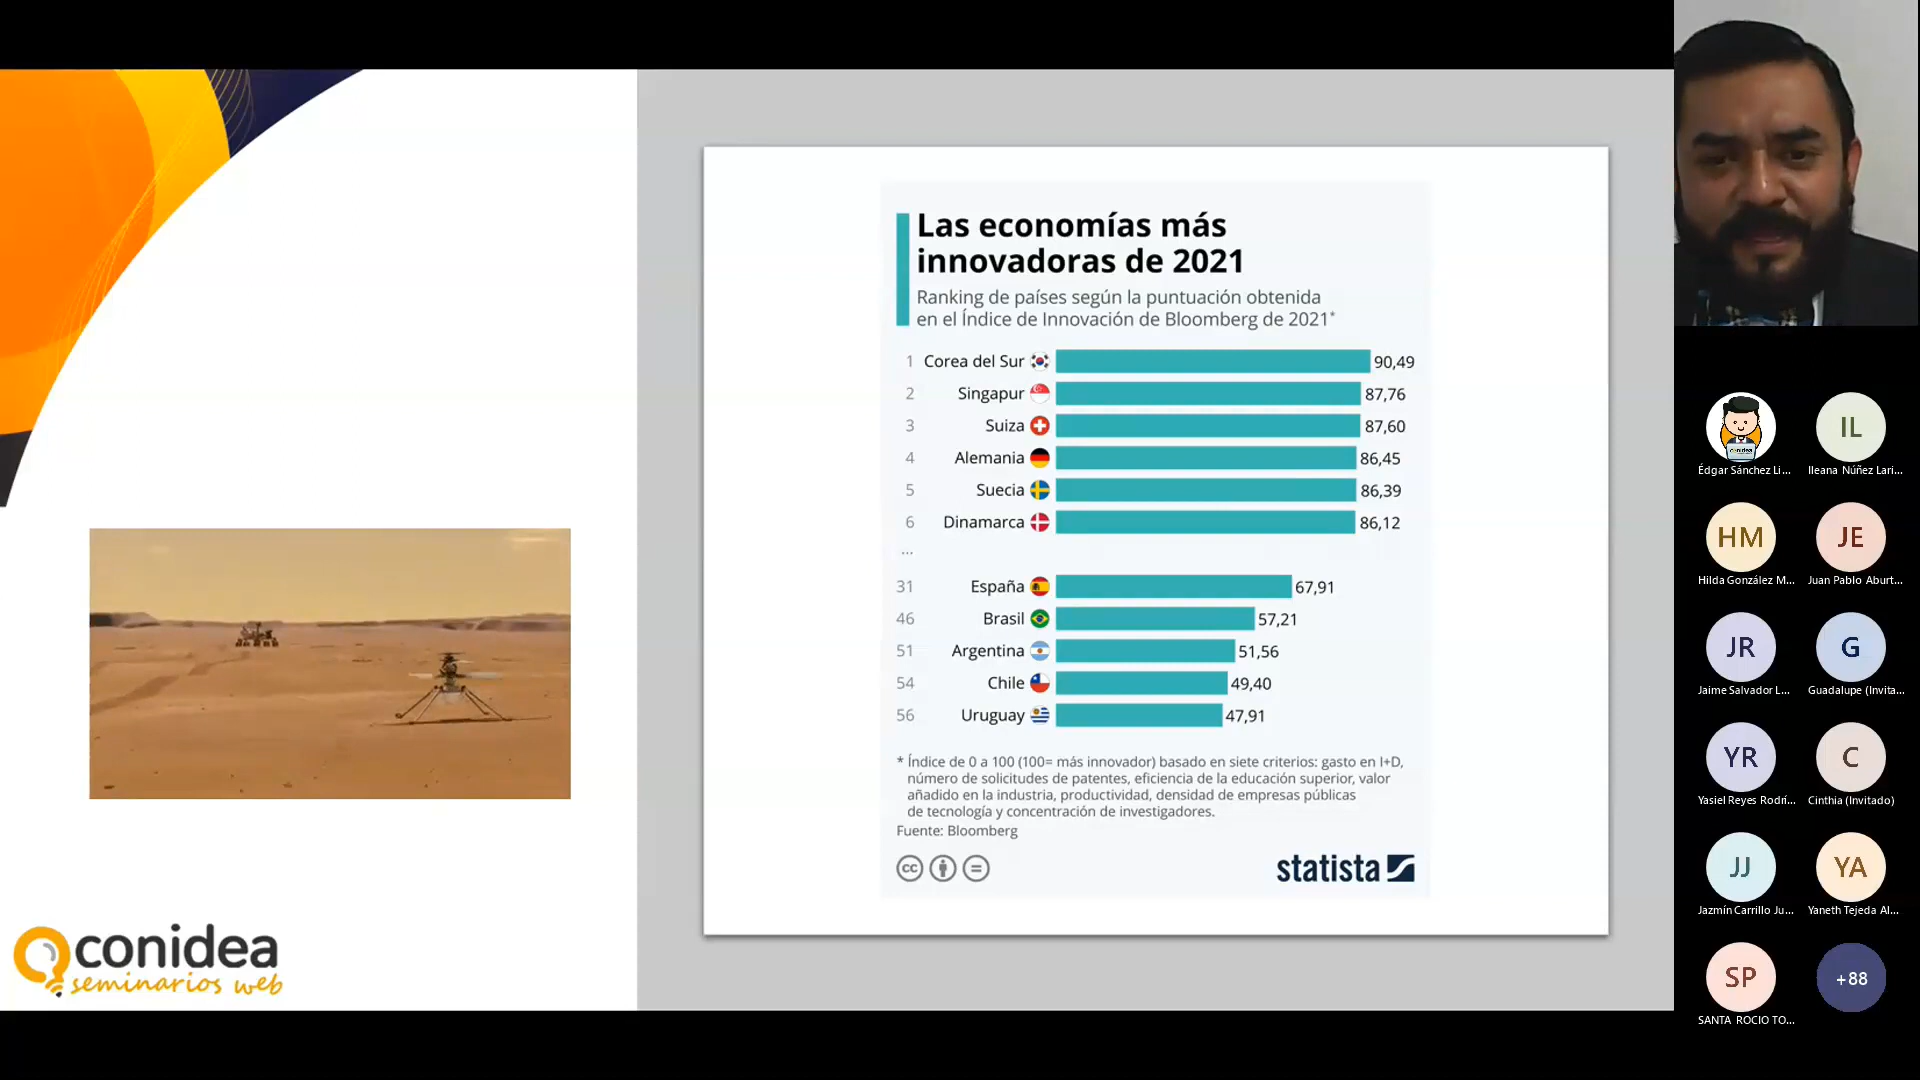 Las economías más
innovadoras de 2021
Ranking de países según la puntuación obtenida
en el Índice de Innovación de Bloomberg de 2021*
1 Corea del Sur 90,49
2 Singapur 87,76
3 Suiza 87,60
4 Alemania 86,45
5 Suecia 86,39
6 Dinamarca 86,12
...
31 España 67,91
46 Brasil 57,21
51 Argentina 51,56
54 Chile 49,40
56 Uruguay 47,91
* Índice de 0 a 100 (100= más innovador) basado en siete criterios: gasto en I+D,
número de solicitudes de patentes, eficiencia de la educación superior, valor
añadido en la industria, productividad, densidad de empresas públicas
de tecnología y concentración de investigadores.
Fuente: Bloomberg
cc
statista
conidea
seminarios web
conidea
Édgar Sánchez Li...
IL
Ileana Núñez Lari...
HM
Hilda González M...
JE
Juan Pablo Aburt...
JR
Jaime Salvador L...
G
Guadalupe (Invita...
YR
Yasiel Reyes Rodrí...
C
Cinthia (Invitado)
JJ
Jazmín Carrillo Ju...
YA
Yaneth Tejeda Al...
SP
SANTA ROCIO TO...
+88